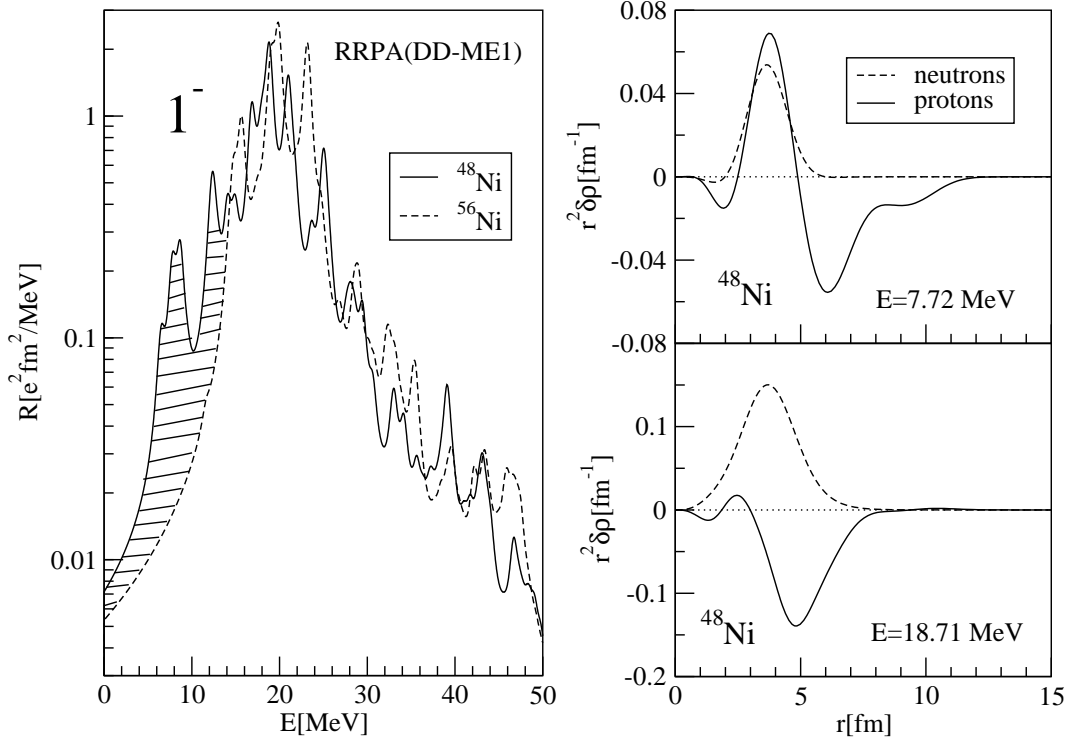 RRPA(DD-ME1)
1⁻
⁴⁸Ni
⁵⁶Ni
1
0.1
0.01
R[e²fm²/MeV]
0 10 20 30 40 50
E[MeV]
0.08
0.04
0
-0.04
-0.08
r²δρ[fm⁻¹]
neutrons
protons
⁴⁸Ni
E=7.72 MeV
0.1
0
-0.1
-0.2
r²δρ[fm⁻¹]
⁴⁸Ni
E=18.71 MeV
0 5 10 15
r[fm]